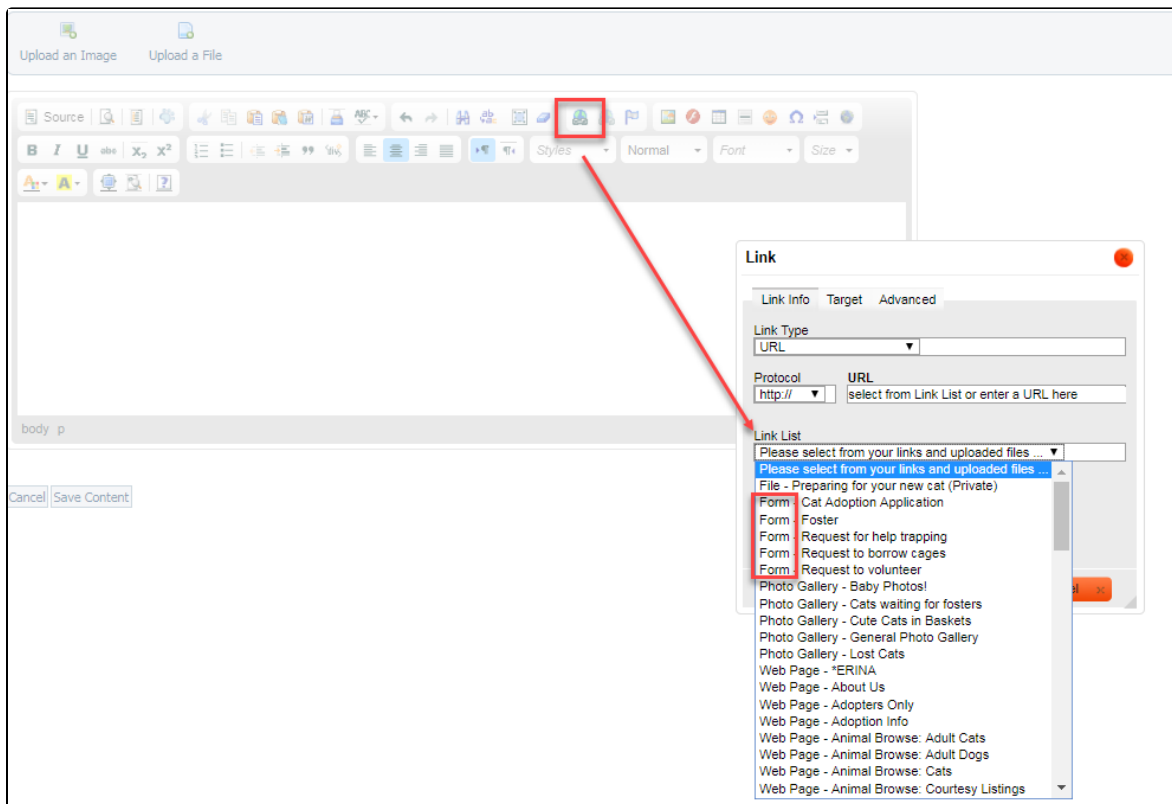 Upload an Image Upload a File
Source ABC
B I U abc x₂ x² Styles Normal Font Size
A A ?
body p
Cancel Save Content
Link
Link Info Target Advanced
Link Type
URL
Protocol URL
http:// select from Link List or enter a URL here
Link List
Please select from your links and uploaded files ...
Please select from your links and uploaded files ...
File - Preparing for your new cat (Private)
Form - Cat Adoption Application
Form - Foster
Form - Request for help trapping
Form - Request to borrow cages
Form - Request to volunteer
Photo Gallery - Baby Photos!
Photo Gallery - Cats waiting for fosters
Photo Gallery - Cute Cats in Baskets
Photo Gallery - General Photo Gallery
Photo Gallery - Lost Cats
Web Page - *ERINA
Web Page - About Us
Web Page - Adopters Only
Web Page - Adoption Info
Web Page - Animal Browse: Adult Cats
Web Page - Animal Browse: Adult Dogs
Web Page - Animal Browse: Cats
Web Page - Animal Browse: Courtesy Listings